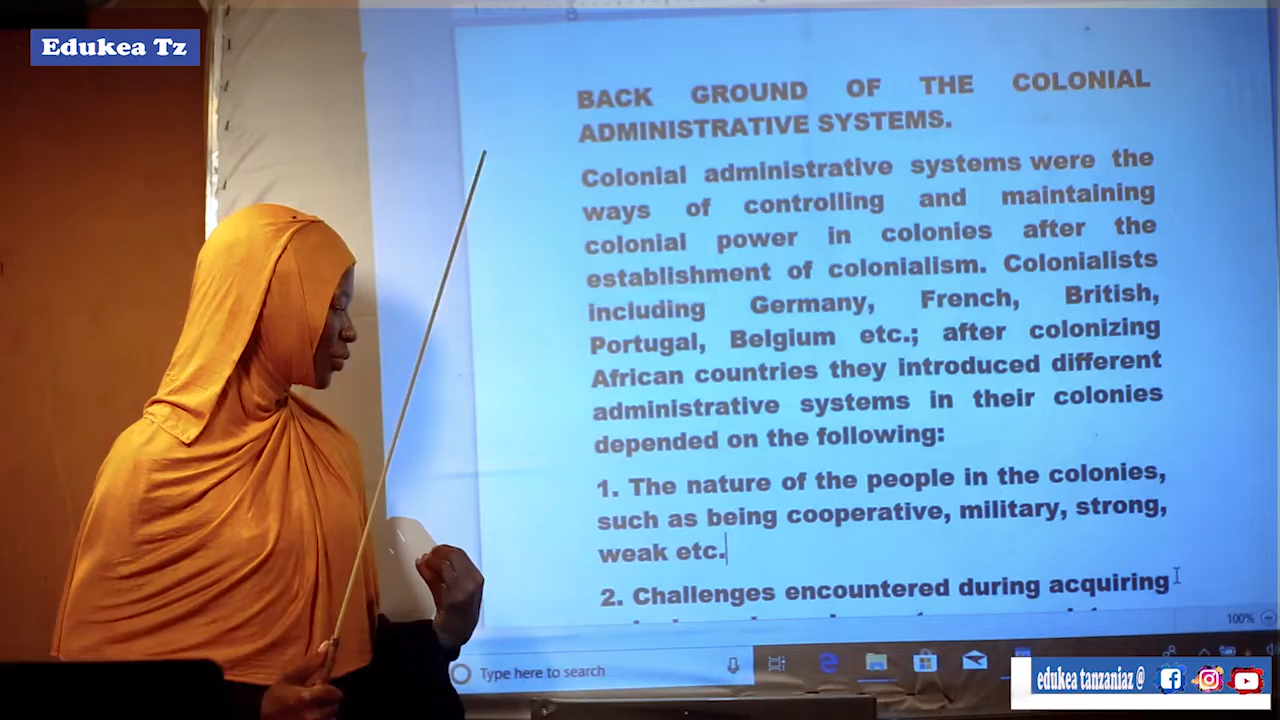 Edukea Tz
BACK GROUND OF THE COLONIAL
ADMINISTRATIVE SYSTEMS.
Colonial administrative systems were the
ways of controlling and maintaining
colonial power in colonies after the
establishment of colonialism. Colonialists
including Germany, French, British,
Portugal, Belgium etc.; after colonizing
African countries they introduced different
administrative systems in their colonies
depended on the following:
1. The nature of the people in the colonies,
such as being cooperative, military, strong,
weak etc.
2. Challenges encountered during acquiring
100%
Type here to search
edukea tanzaniaz @